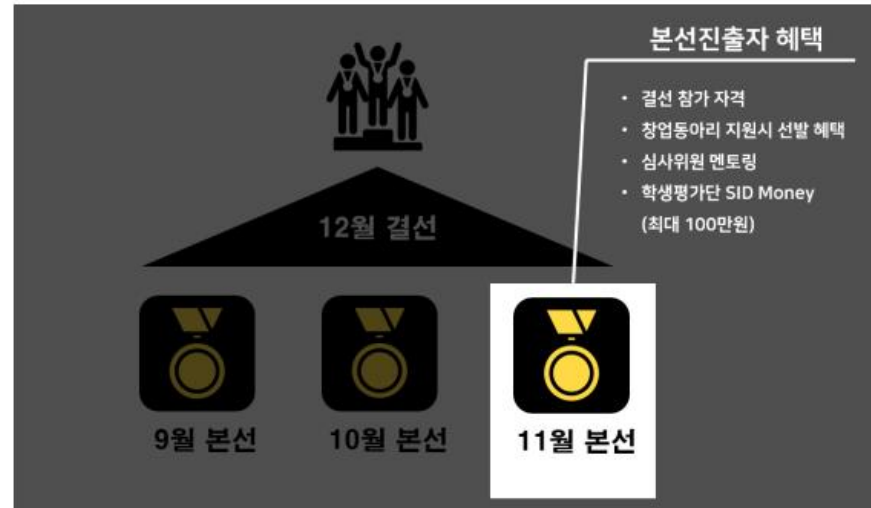 본선진출자 혜택
• 결선 참가 자격
• 창업동아리 지원시 선발 혜택
• 심사위원 멘토링
• 학생평가단 SID Money
(최대 100만원)
12월 결선
9월 본선
10월 본선
11월 본선